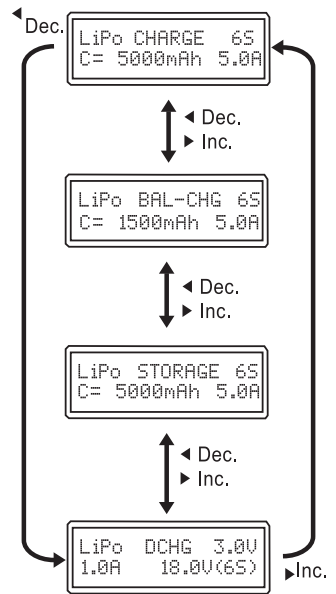 ◀Dec.
LiPo CHARGE 6S
C= 5000mAh 5.0A
◀ Dec.
▶ Inc.
LiPo BAL-CHG 6S
C= 1500mAh 5.0A
◀ Dec.
▶ Inc.
LiPo STORAGE 6S
C= 5000mAh 5.0A
◀ Dec.
▶ Inc.
LiPo DCHG 3.0V
1.0A 18.0V(6S)
▶Inc.